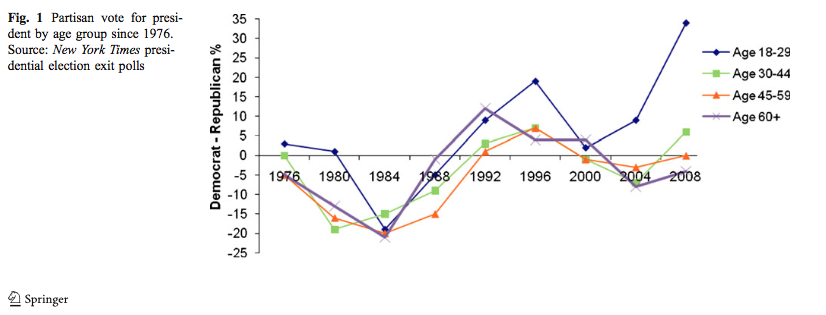 Fig. 1 Partisan vote for presi-
dent by age group since 1976.
Source: New York Times presi-
dential election exit polls
Democrat - Republican %
35
30
25
20
15
10
5
0
-5
-10
-15
-20
-25
1976 1980 1984 1988 1992 1996 2000 2004 2008
Age 18-29
Age 30-44
Age 45-59
Age 60+
Springer